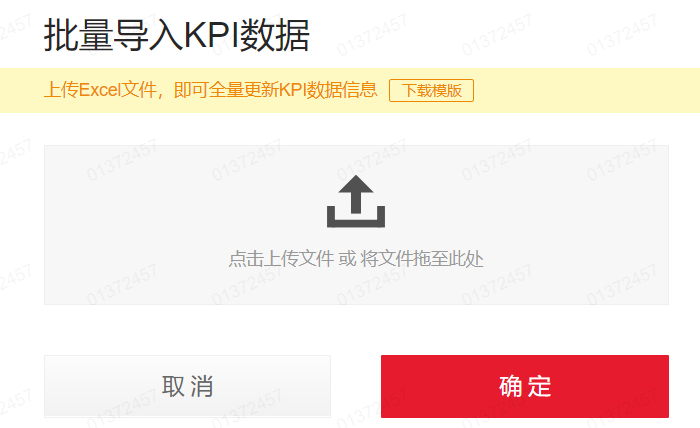 批量导入KPI数据
上传Excel文件，即可全量更新KPI数据信息 下载模版
点击上传文件 或 将文件拖至此处
取消 确定
01372457